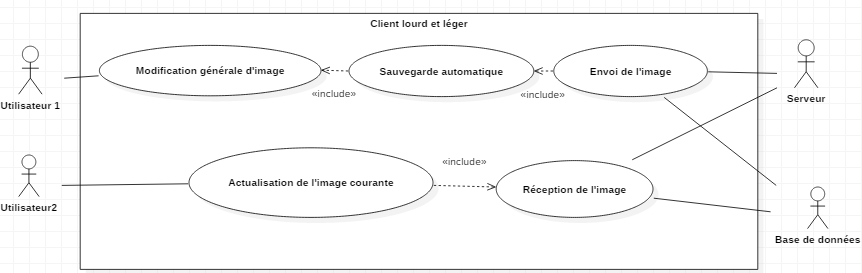 Client lourd et léger
Modification générale d'image
Sauvegarde automatique
Envoi de l'image
«include»
«include»
Utilisateur 1
Serveur
Actualisation de l'image courante
«include»
Réception de l'image
Utilisateur2
Base de données